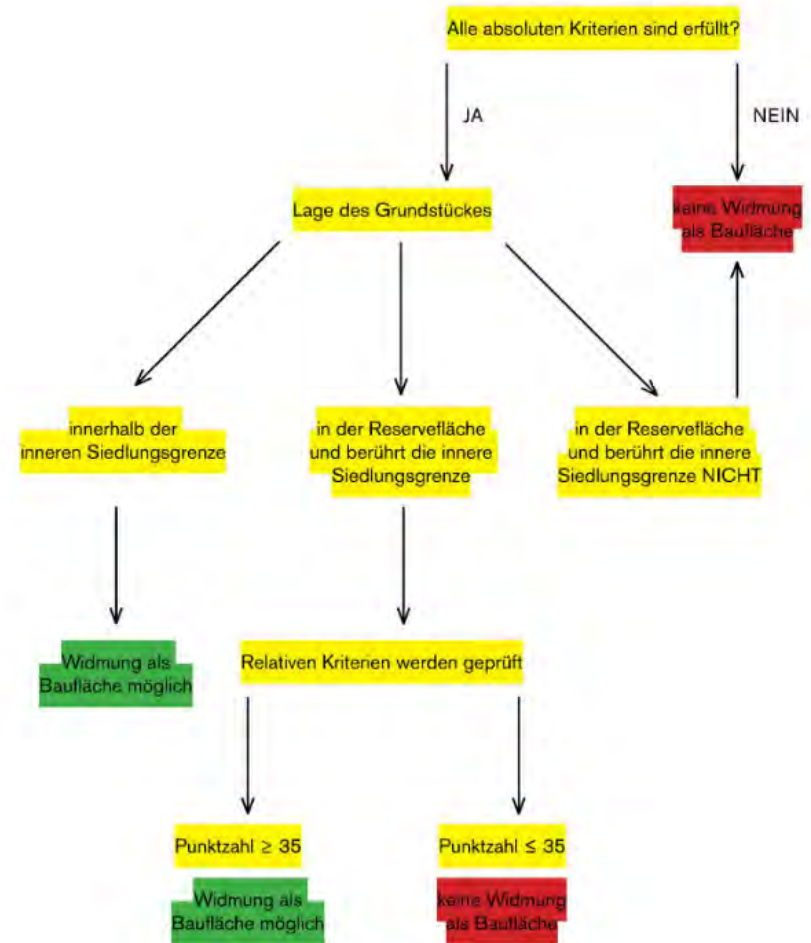 Alle absoluten Kriterien sind erfüllt?
JA
NEIN
Lage des Grundstückes
keine Widmung
als Baufläche
innerhalb der
inneren Siedlungsgrenze
in der Reservefläche
und berührt die innere
Siedlungsgrenze
in der Reservefläche
und berührt die innere
Siedlungsgrenze NICHT
Widmung als
Baufläche möglich
Relativen Kriterien werden geprüft
Punktzahl ≥ 35
Widmung als
Baufläche möglich
Punktzahl ≤ 35
keine Widmung
als Baufläche